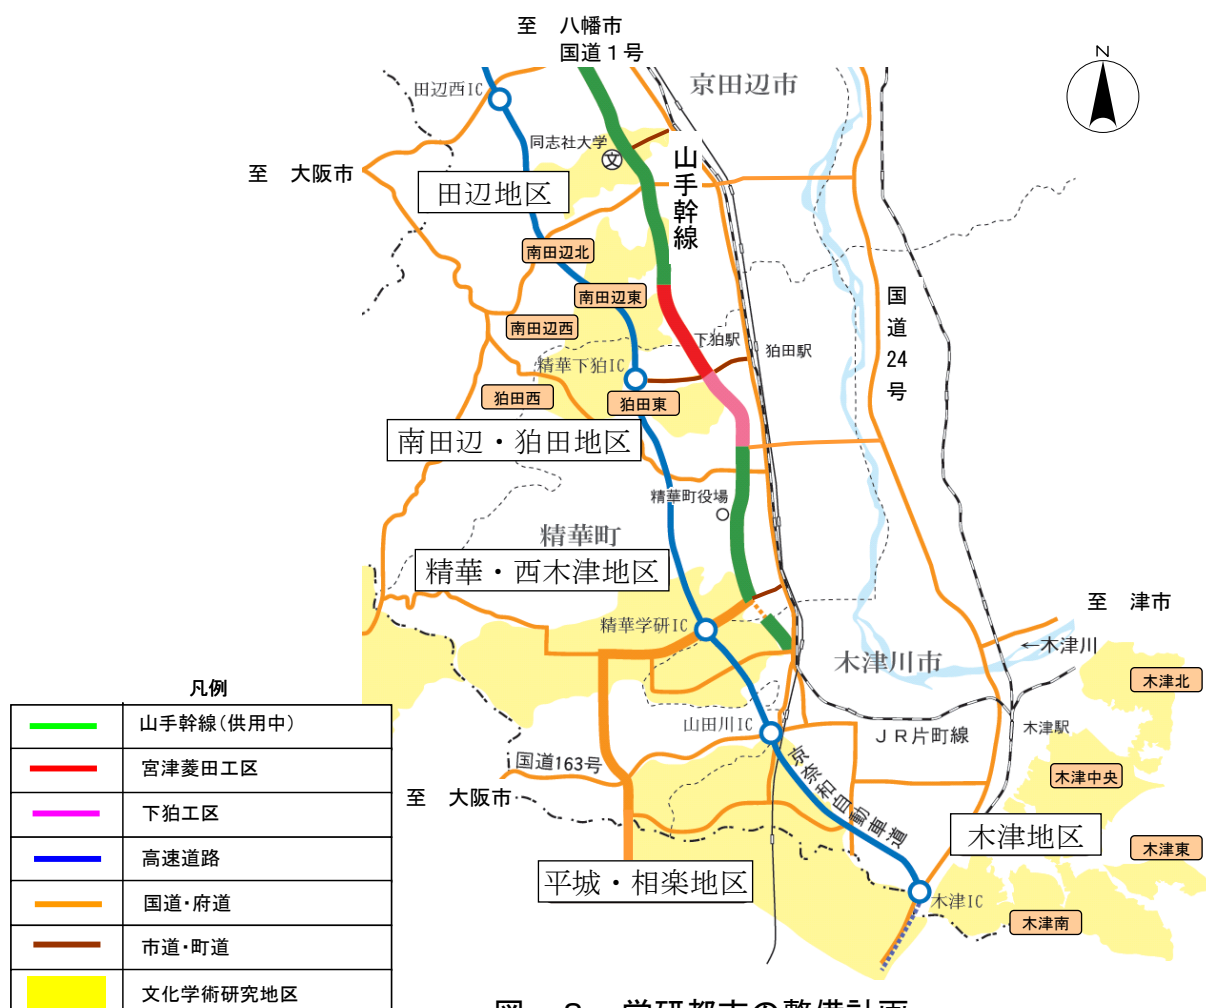 至　八幡市
国道１号
N
京田辺市
田辺西IC
同志社大学
文
山手幹線
至　大阪市
田辺地区
南田辺北
南田辺東
国道24号
南田辺西
下狛駅
狛田駅
精華下狛IC
狛田西
狛田東
南田辺・狛田地区
精華町役場
精華町
精華・西木津地区
至　津市
精華学研IC
←木津川
木津川市
木津北
凡例
山手幹線（供用中）
宮津菱田工区
下狛工区
高速道路
国道・府道
市道・町道
文化学術研究地区
山田川IC
ＪＲ片町線
木津駅
国道163号
京奈和自動車道
木津中央
至　大阪市
木津地区
木津東
平城・相楽地区
木津IC
木津南